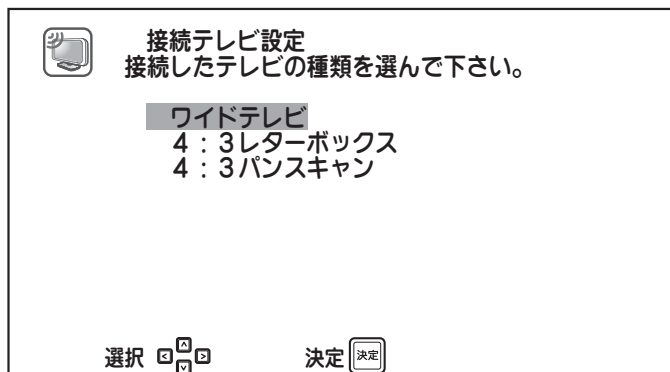 接続テレビ設定
接続したテレビの種類を選んで下さい。
ワイドテレビ
４：３レターボックス
４：３パンスキャン
選択 決定 決定